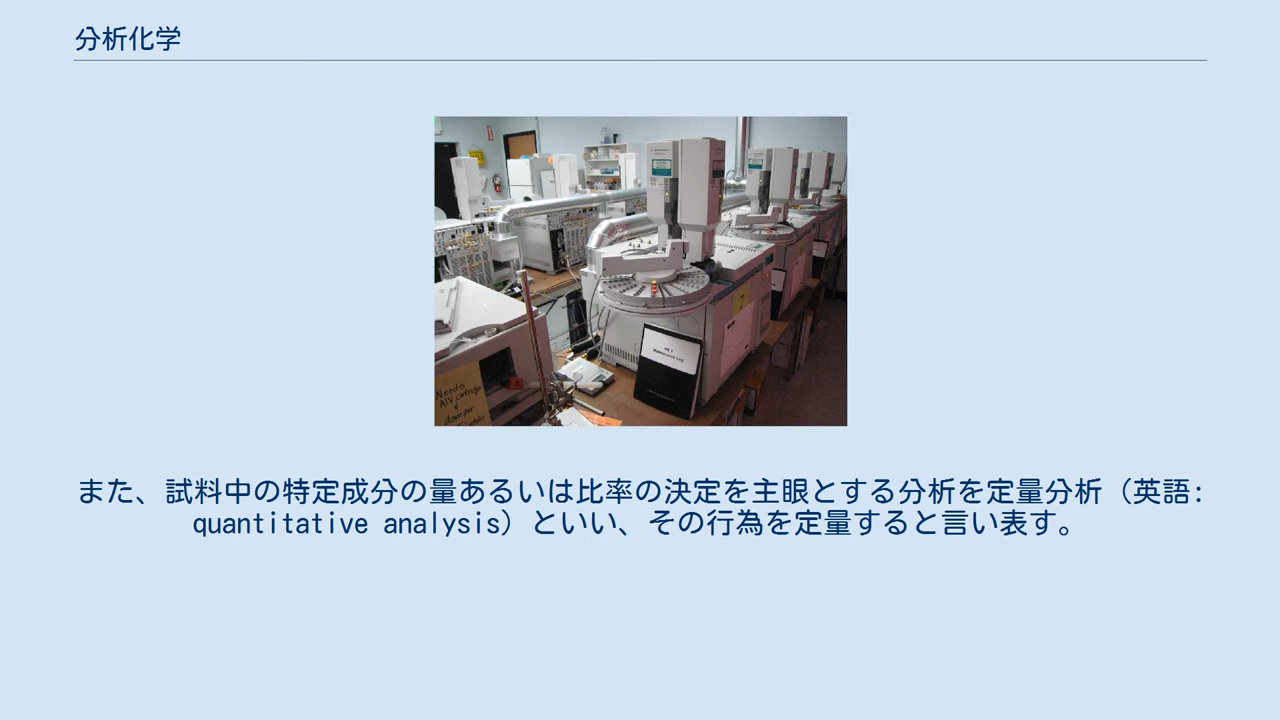 分析化学
Needs
また、試料中の特定成分の量あるいは比率の決定を主眼とする分析を定量分析（英語:
quantitative analysis）といい、その行為を定量すると言い表す。